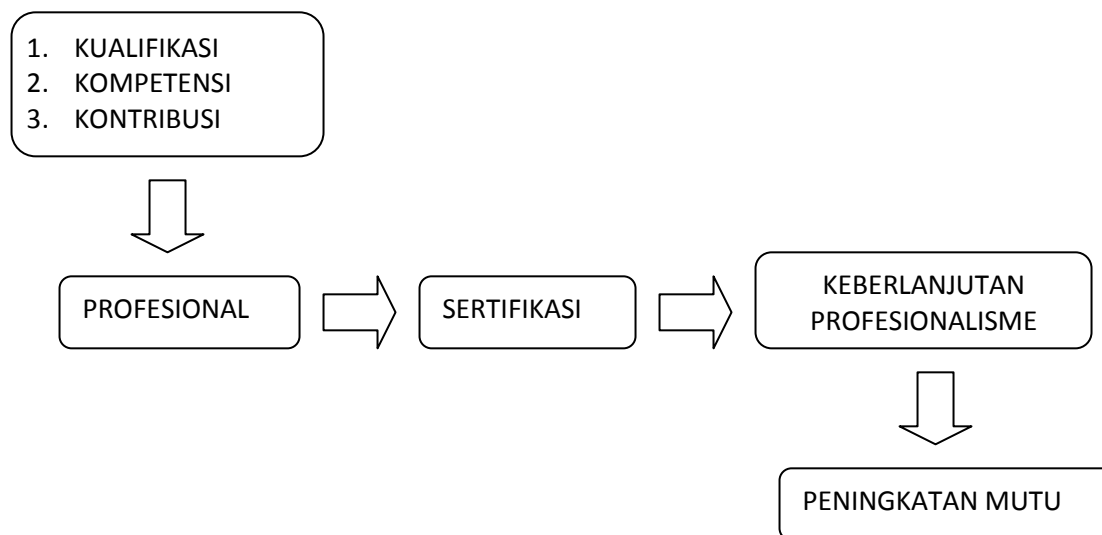 1. KUALIFIKASI
2. KOMPETENSI
3. KONTRIBUSI
PROFESIONAL
SERTIFIKASI
KEBERLANJUTAN
PROFESIONALISME
PENINGKATAN MUTU